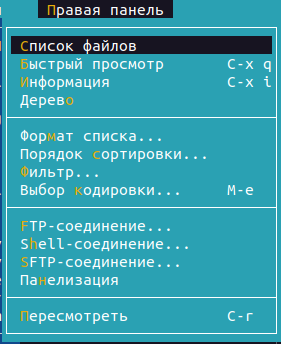 Правая панель
Список файлов
Быстрый просмотр C-x q
Информация C-x i
Дерево
Формат списка...
Порядок сортировки...
Фильтр...
Выбор кодировки... M-e
FTP-соединение...
Shell-соединение...
SFTP-соединение...
Панелизация
Пересмотреть C-r